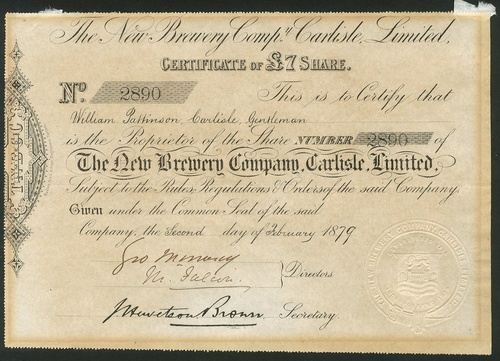 The New Brewery Comp.y Carlisle, Limited.
CERTIFICATE OF £7 SHARE.
No. 2890 This is to Certify that
William Pattinson, Carlisle, Gentleman
is the Proprietor of the Share NUMBER 2890 of
The New Brewery Company, Carlisle, Limited,
Subject to the Rules, Regulations & Orders of the said Company.
Given under the Common Seal of the said
Company, the Second day of February 1879
Directors
J Hewetson Brown Secretary.